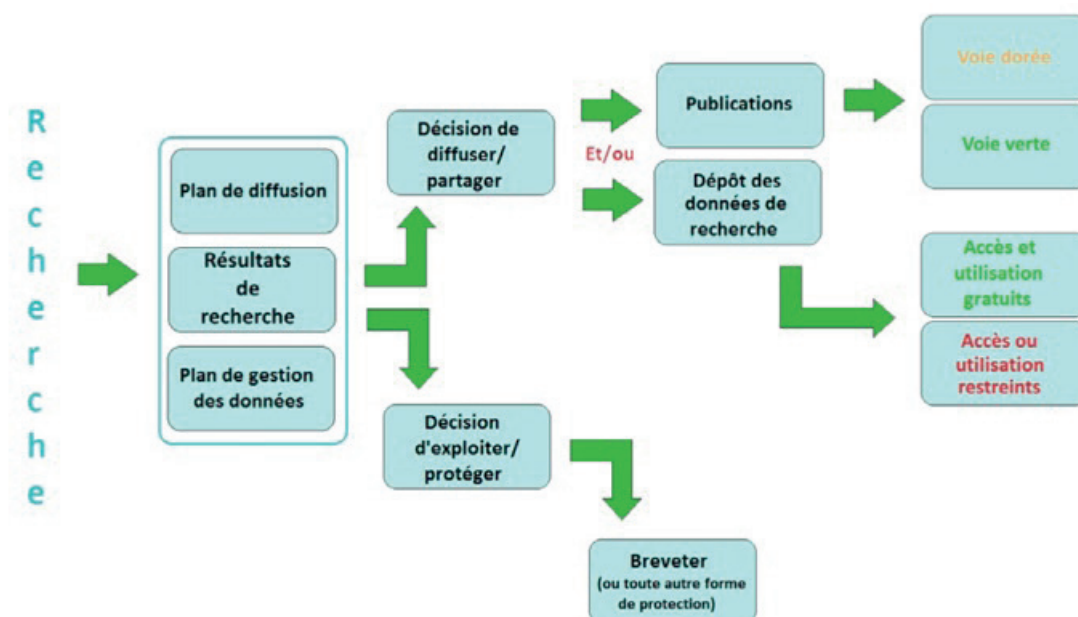 Recherche
Plan de diffusion
Résultats
de
recherche
Plan de gestion
des données
Décision de
diffuser/
partager
Décision
d'exploiter/
protéger
Et/ou
Publications
Dépôt des
données de
recherche
Breveter
(ou toute autre forme
de protection)
Voie dorée
Voie verte
Accès et
utilisation
gratuits
Accès ou
utilisation
restreints